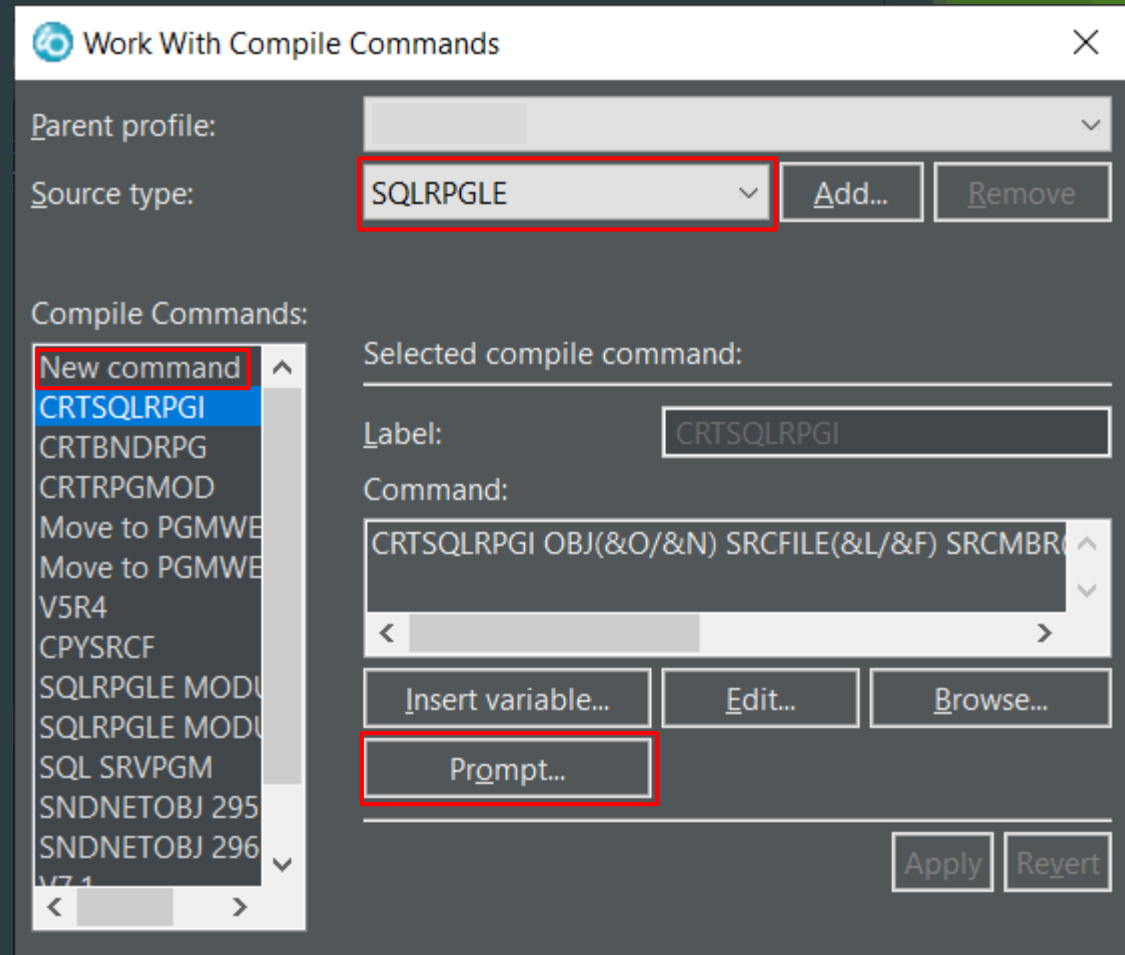 Work With Compile Commands
Parent profile:
Source type:
SQLRPGLE
Add...
Remove
Compile Commands:
New command
CRTSQLRPGI
CRTBNDRPG
CRTRPGMOD
Move to PGMWE
Move to PGMWE
V5R4
CPYSRCF
SQLRPGLE MODU
SQLRPGLE MODU
SQL SRVPGM
SNDNETOBJ 295
SNDNETOBJ 296
V7.1
Selected compile command:
Label:
CRTSQLRPGI
Command:
CRTSQLRPGI OBJ(&O/&N) SRCFILE(&L/&F) SRCMBR(
Insert variable...
Edit...
Browse...
Prompt...
Apply
Revert